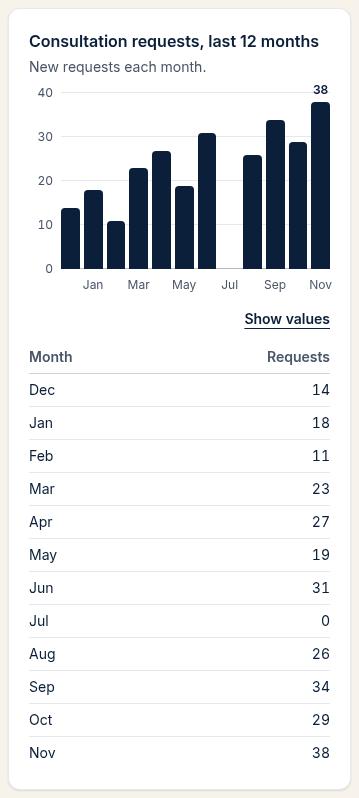 Consultation requests, last 12 months
New requests each month.
38
40
30
20
10
0
Jan Mar May Jul Sep Nov
Show values
Month Requests
Dec 14
Jan 18
Feb 11
Mar 23
Apr 27
May 19
Jun 31
Jul 0
Aug 26
Sep 34
Oct 29
Nov 38